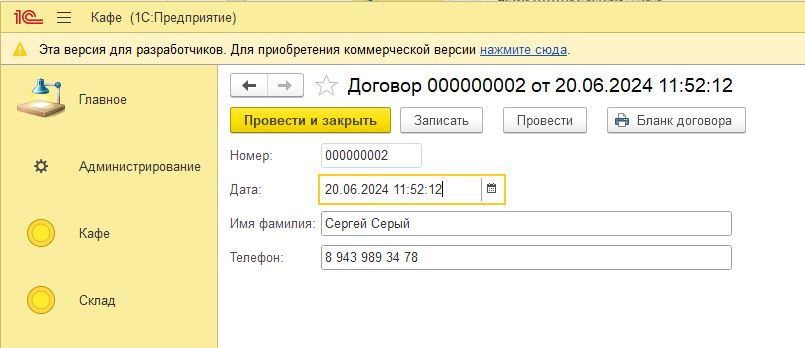 1С Кафе (1С:Предприятие)
Эта версия для разработчиков. Для приобретения коммерческой версии нажмите сюда.
Главное
Администрирование
Кафе
Склад
Договор 000000002 от 20.06.2024 11:52:12
Провести и закрыть Записать Провести Бланк договора
Номер: 000000002
Дата: 20.06.2024 11:52:12
Имя фамилия: Сергей Серый
Телефон: 8 943 989 34 78